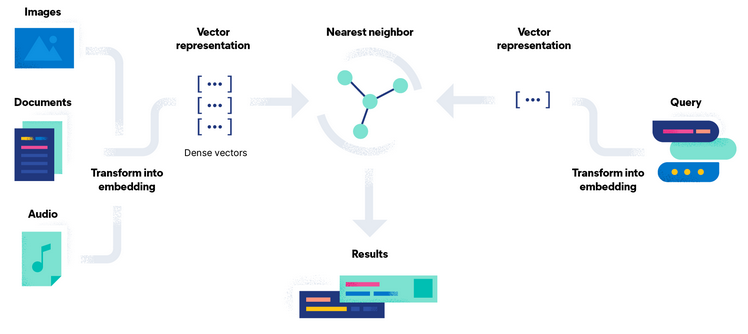 Images
Documents
Audio
Transform into
embedding
Vector
representation
[•••]
[•••]
[•••]
Dense vectors
Nearest neighbor
Results
Vector
representation
[•••]
Transform into
embedding
Query